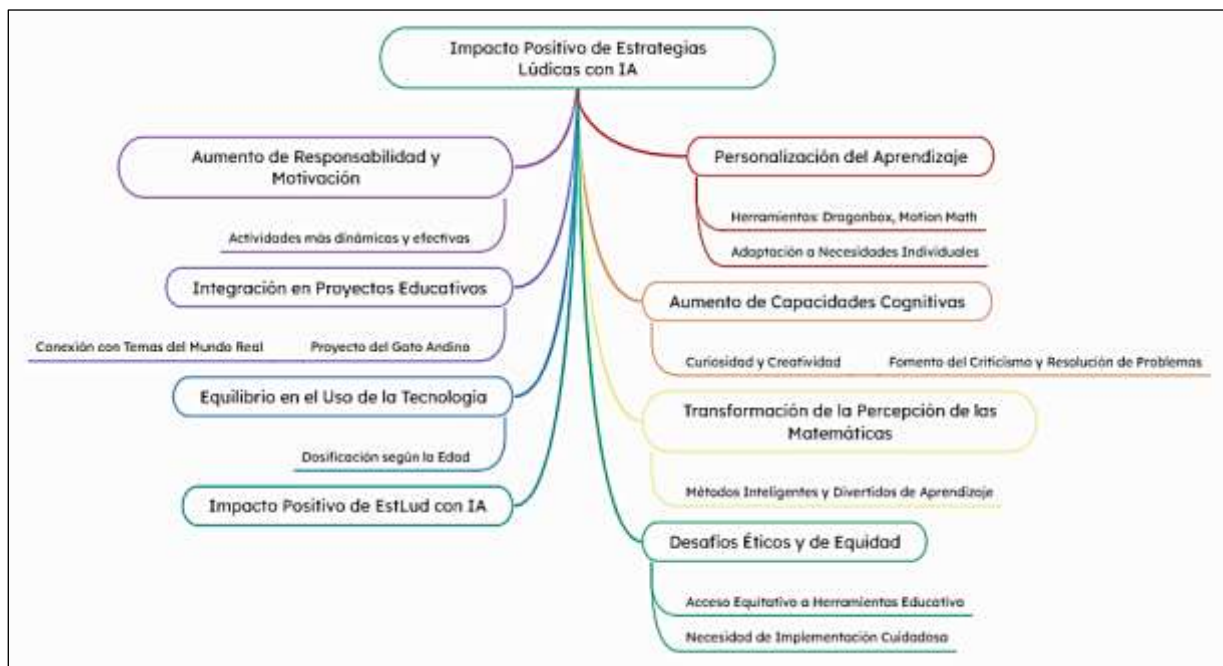 Impacto Positivo de Estrategias
Lúdicas con IA
Aumento de Responsabilidad y
Motivación
Actividades más dinámicas y efectivas
Integración en Proyectos Educativos
Conexión con Temas del Mundo Real
Proyecto del Gato Andino
Equilibrio en el Uso de la Tecnología
Dosificación según la Edad
Impacto Positivo de EstLud con IA
Personalización del Aprendizaje
Herramientas: Dragonbox, Motion Math
Adaptación a Necesidades Individuales
Aumento de Capacidades Cognitivas
Curiosidad y Creatividad
Fomento del Criticismo y Resolución de Problemas
Transformación de la Percepción de las
Matemáticas
Métodos Inteligentes y Divertidos de Aprendizaje
Desafíos Éticos y de Equidad
Acceso Equitativo a Herramientas Educativa
Necesidad de Implementación Cuidadosa